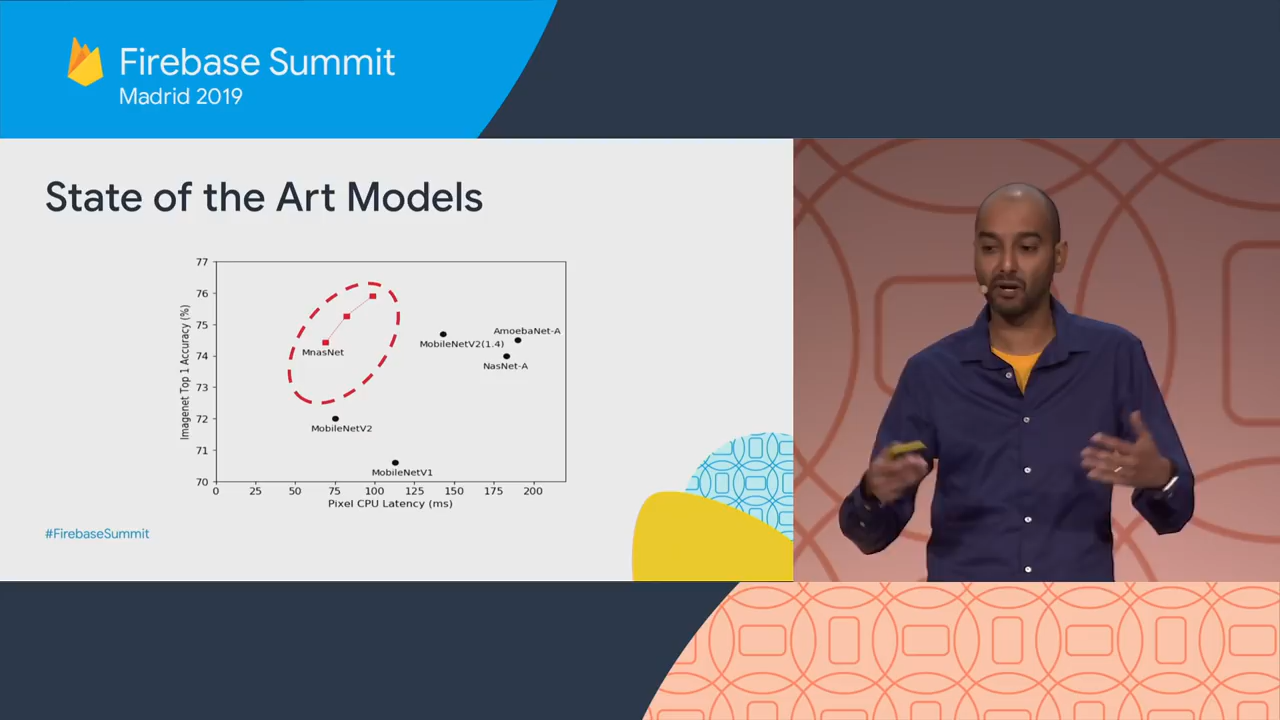 Firebase Summit
Madrid 2019
State of the Art Models
77
76
75
74
73
72
71
70
Imagenet Top 1 Accuracy (%)
MnasNet
MobileNetV2(1.4)
AmoebaNet-A
NasNet-A
MobileNetV2
MobileNetV1
0 25 50 75 100 125 150 175 200
Pixel CPU Latency (ms)
#FirebaseSummit